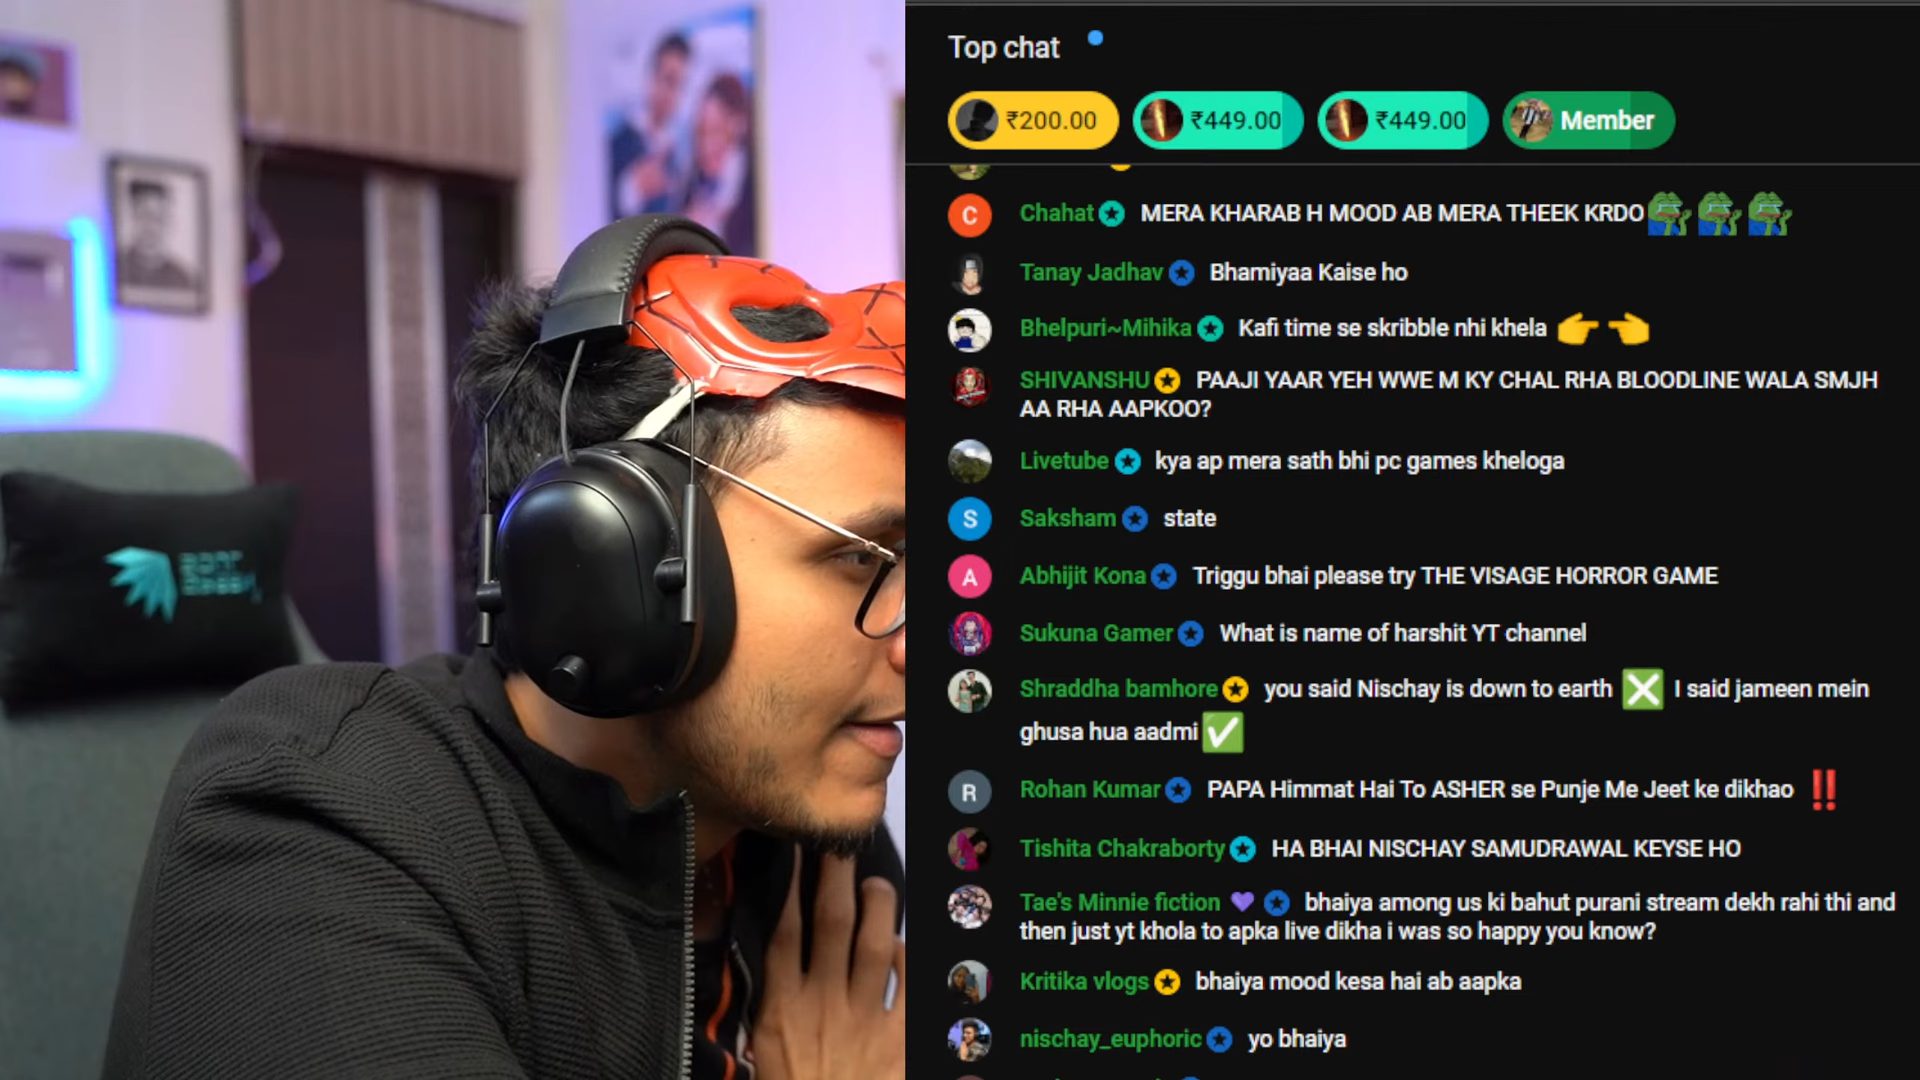 Top chat
₹200.00 ₹449.00 ₹449.00 Member
C Chahat MERA KHARAB H MOOD AB MERA THEEK KRDO
Tanay Jadhav Bhamiyaa Kaise ho
Bhelpuri~Mihika Kafi time se skribble nhi khela 👉 👈
SHIVANSHU PAAJI YAAR YEH WWE M KY CHAL RHA BLOODLINE WALA SMJH
AA RHA AAPKOO?
Livetube kya ap mera sath bhi pc games kheloga
S Saksham state
A Abhijit Kona Triggu bhai please try THE VISAGE HORROR GAME
Sukuna Gamer What is name of harshit YT channel
Shraddha bamhore you said Nischay is down to earth ❎ I said jameen mein
ghusa hua aadmi ✅
R Rohan Kumar PAPA Himmat Hai To ASHER se Punje Me Jeet ke dikhao ‼️
Tishita Chakraborty HA BHAI NISCHAY SAMUDRAWAL KEYSE HO
Tae's Minnie fiction 💜 bhaiya among us ki bahut purani stream dekh rahi thi and
then just yt khola to apka live dikha i was so happy you know?
Kritika vlogs bhaiya mood kesa hai ab aapka
nischay_euphoric yo bhaiya